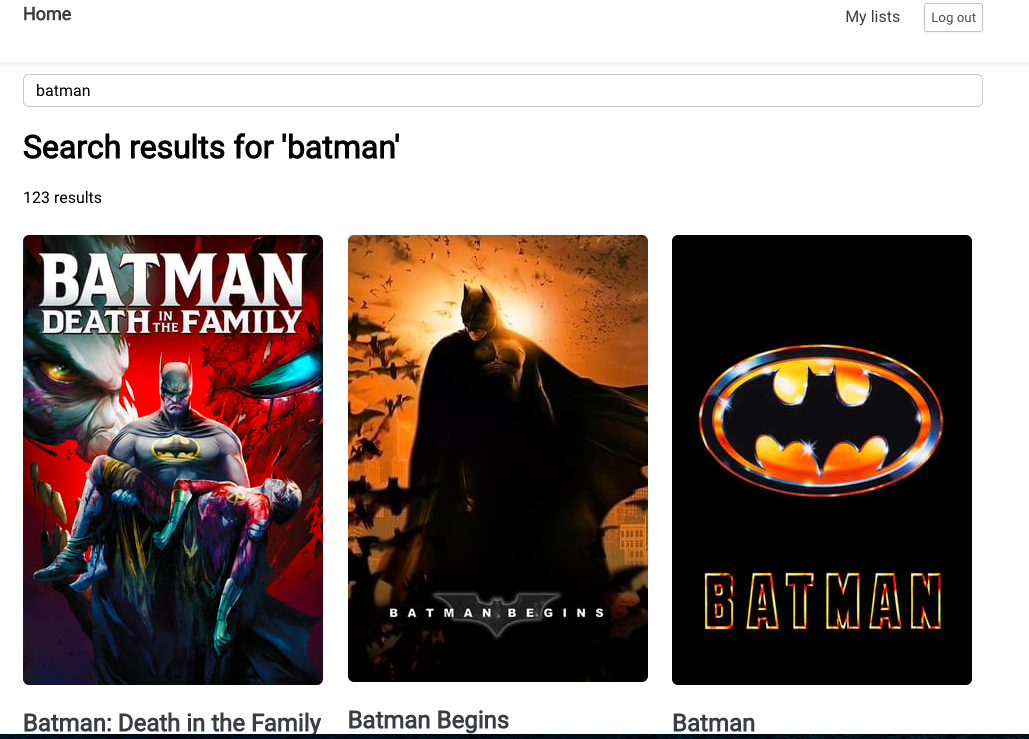 Home
My lists
Log out
batman
Search results for 'batman'
123 results
BATMAN
DEATH IN THE FAMILY
BATMAN BEGINS
BATMAN
Batman: Death in the Family
Batman Begins
Batman